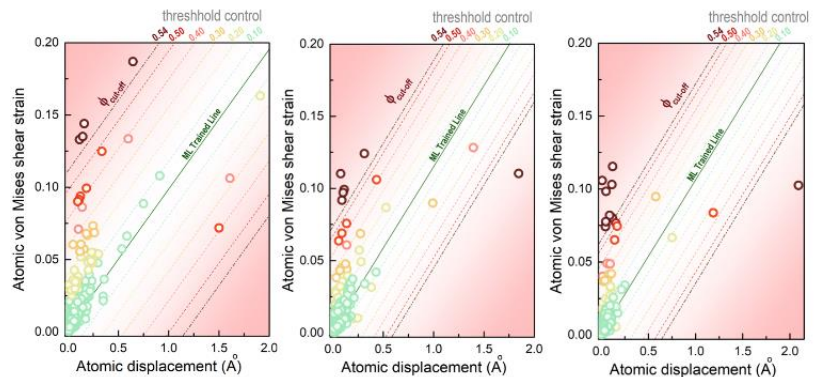 threshhold control
0.54 0.50 0.40 0.30 0.20 0.10
0.20
0.15
0.10
0.05
0.00
Atomic von Mises shear strain
ϕ cut-off
ML Trained Line
0.0 0.5 1.0 1.5 2.0
Atomic displacement (Å)
threshhold control
0.54 0.50 0.40 0.30 0.20 0.10
0.20
0.15
0.10
0.05
0.00
Atomic von Mises shear strain
ϕ cut-off
ML Trained Line
0.0 0.5 1.0 1.5 2.0
Atomic displacement (Å)
threshhold control
0.54 0.50 0.40 0.30 0.20 0.10
0.20
0.15
0.10
0.05
0.00
Atomic von Mises shear strain
ϕ cut-off
ML Trained Line
0.0 0.5 1.0 1.5 2.0
Atomic displacement (Å)